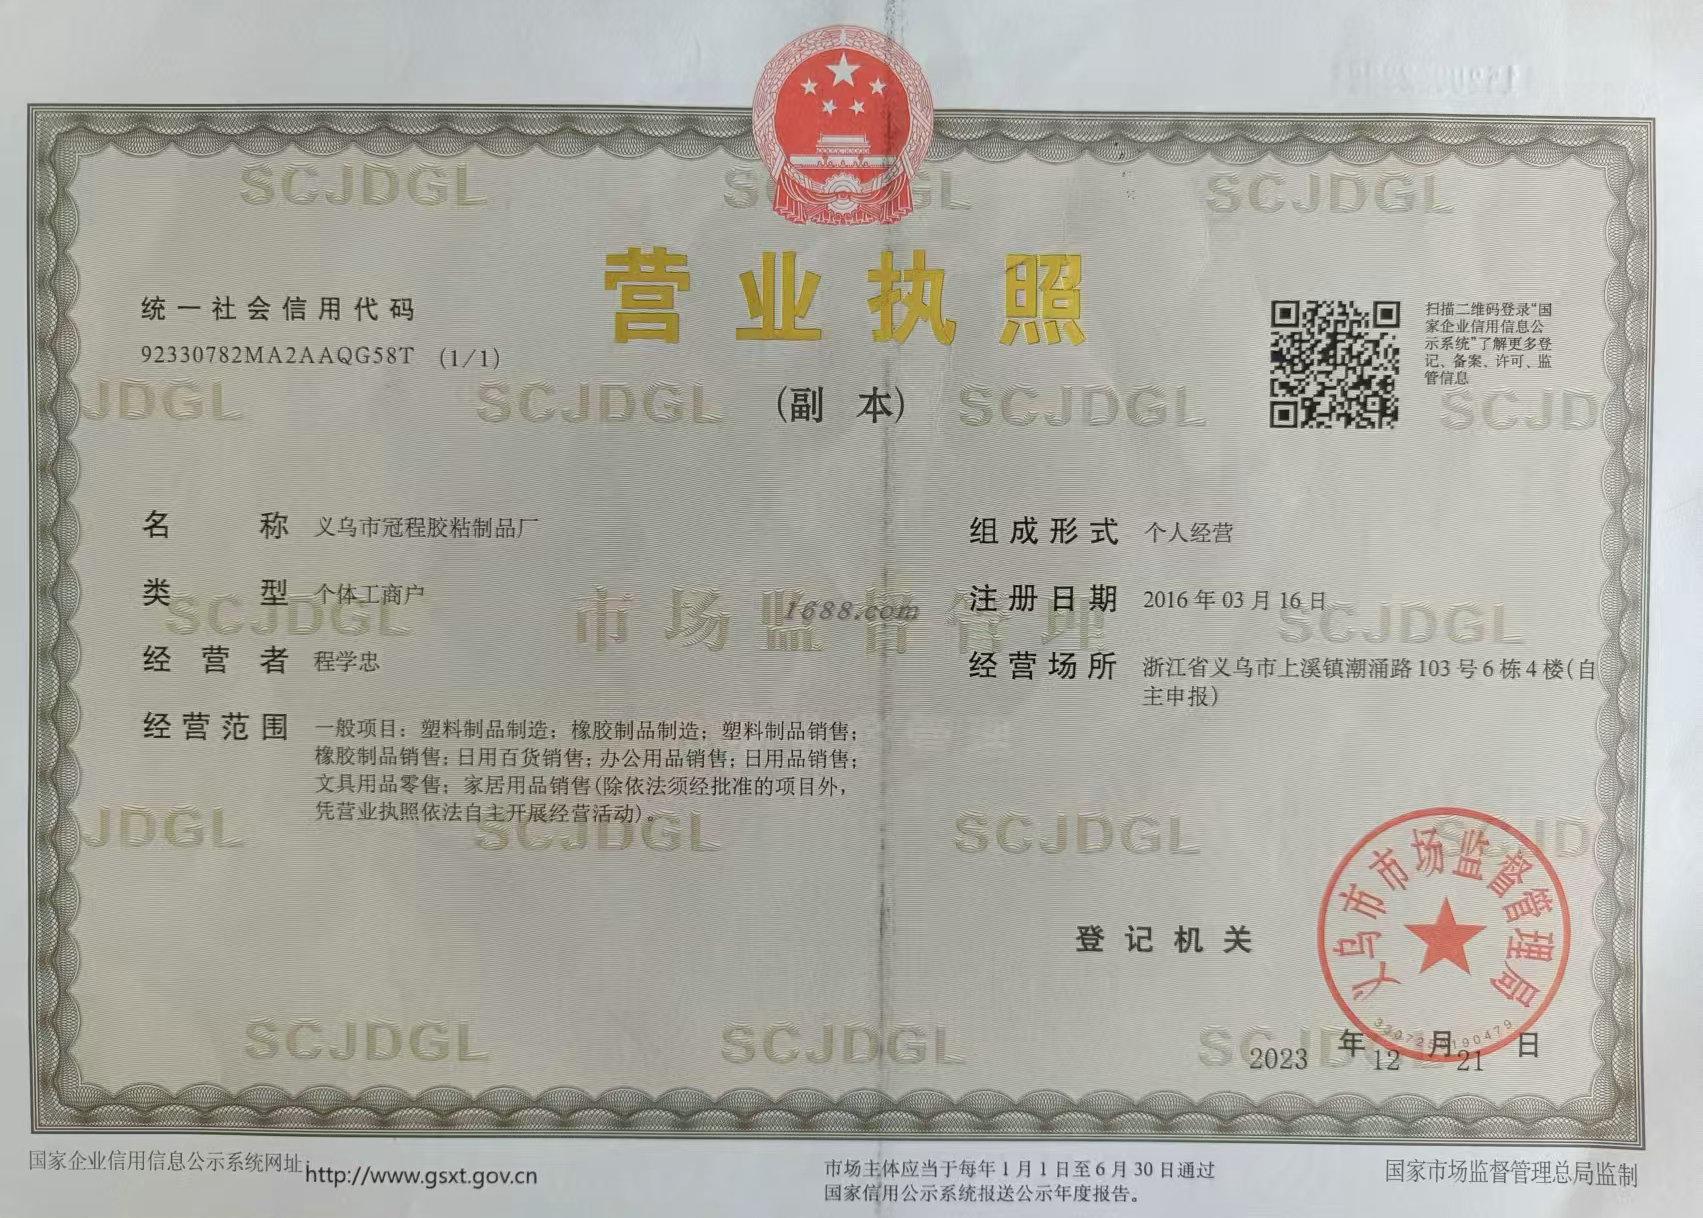 营业执照
(副 本)
统一社会信用代码
92330782MA2AAQG58T (1/1)
扫描二维码登录“国
家企业信用信息公
示系统”了解更多登
记、备案、许可、监
管信息
名 称 义乌市冠程胶粘制品厂
类 型 个体工商户
经 营 者 程学忠
经营范围 一般项目：塑料制品制造；橡胶制品制造；塑料制品销售；
橡胶制品销售；日用百货销售；办公用品销售；日用品销售；
文具用品零售；家居用品销售(除依法须经批准的项目外，
凭营业执照依法自主开展经营活动)。
组成形式 个人经营
注册日期 2016 年 03 月 16 日
经营场所 浙江省义乌市上溪镇潮涌路 103 号 6 栋 4 楼(自
主申报)
SCJDGL
市场监督管理
1688.com
登记机关
义乌市市场监督管理局
2023 年 12 月 21 日
国家企业信用信息公示系统网址 http://www.gsxt.gov.cn
市场主体应当于每年 1 月 1 日至 6 月 30 日通过
国家信用公示系统报送公示年度报告。
国家市场监督管理总局监制